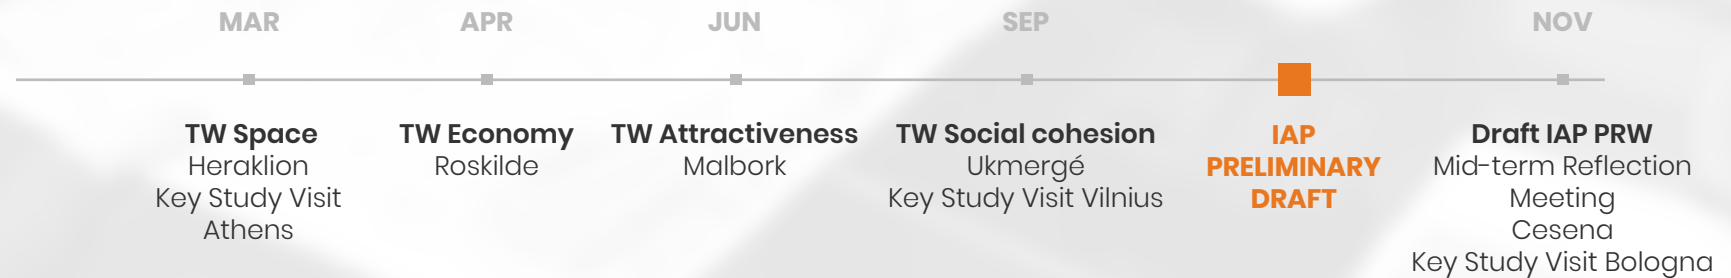 MAR
APR
JUN
SEP
NOV
TW Space
Heraklion
Key Study Visit
Athens
TW Economy
Roskilde
TW Attractiveness
Malbork
TW Social cohesion
Ukmergé
Key Study Visit Vilnius
IAP
PRELIMINARY
DRAFT
Draft IAP PRW
Mid-term Reflection
Meeting
Cesena
Key Study Visit Bologna